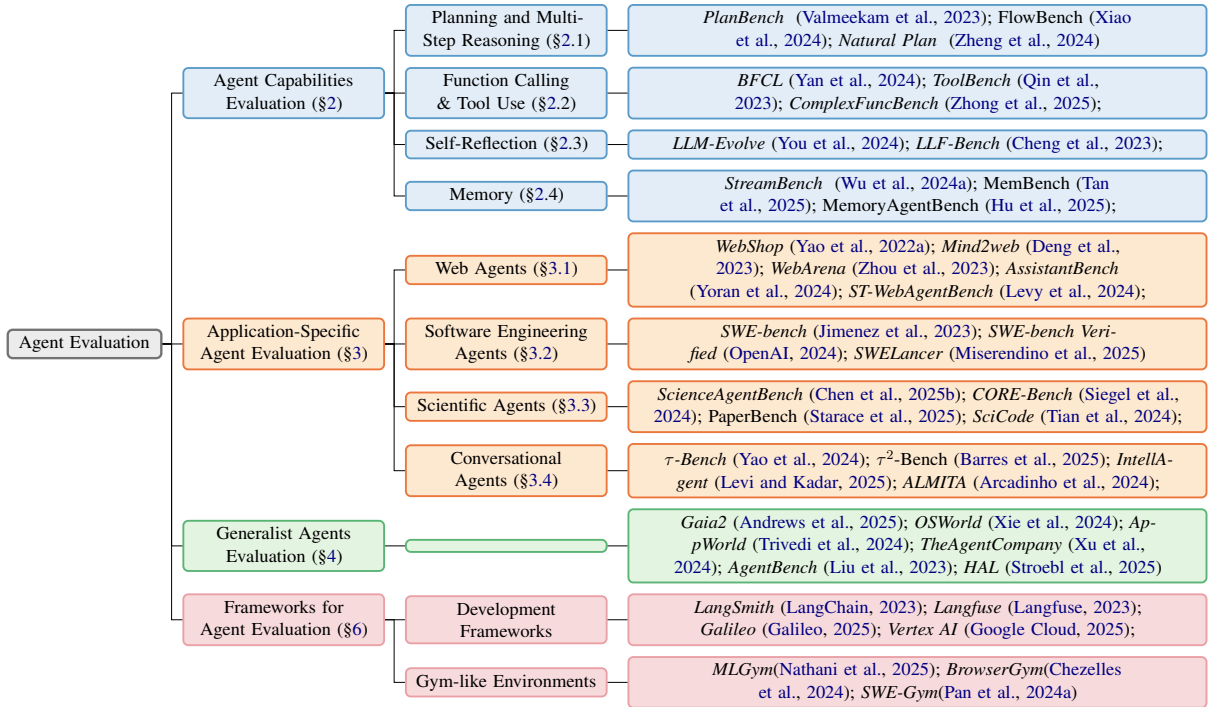 Planning and Multi-
Step Reasoning (§2.1)
PlanBench (Valmeekam et al., 2023); FlowBench (Xiao
et al., 2024); Natural Plan (Zheng et al., 2024)
Agent Capabilities
Evaluation (§2)
Function Calling
& Tool Use (§2.2)
BFCL (Yan et al., 2024); ToolBench (Qin et al.,
2023); ComplexFuncBench (Zhong et al., 2025);
Self-Reflection (§2.3)
LLM-Evolve (You et al., 2024); LLF-Bench (Cheng et al., 2023);
Memory (§2.4)
StreamBench (Wu et al., 2024a); MemBench (Tan
et al., 2025); MemoryAgentBench (Hu et al., 2025);
Web Agents (§3.1)
WebShop (Yao et al., 2022a); Mind2web (Deng et al.,
2023); WebArena (Zhou et al., 2023); AssistantBench
(Yoran et al., 2024); ST-WebAgentBench (Levy et al., 2024);
Agent Evaluation
Application-Specific
Agent Evaluation (§3)
Software Engineering
Agents (§3.2)
SWE-bench (Jimenez et al., 2023); SWE-bench Veri-
fied (OpenAI, 2024); SWELancer (Miserendino et al., 2025)
Scientific Agents (§3.3)
ScienceAgentBench (Chen et al., 2025b); CORE-Bench (Siegel et al.,
2024); PaperBench (Starace et al., 2025); SciCode (Tian et al., 2024);
Conversational
Agents (§3.4)
τ-Bench (Yao et al., 2024); τ²-Bench (Barres et al., 2025); IntellA-
gent (Levi and Kadar, 2025); ALMITA (Arcadinho et al., 2024);
Generalist Agents
Evaluation (§4)
Gaia2 (Andrews et al., 2025); OSWorld (Xie et al., 2024); Ap-
pWorld (Trivedi et al., 2024); TheAgentCompany (Xu et al.,
2024); AgentBench (Liu et al., 2023); HAL (Stroebl et al., 2025)
Frameworks for
Agent Evaluation (§6)
Development
Frameworks
LangSmith (LangChain, 2023); Langfuse (Langfuse, 2023);
Galileo (Galileo, 2025); Vertex AI (Google Cloud, 2025);
Gym-like Environments
MLGym(Nathani et al., 2025); BrowserGym(Chezelles
et al., 2024); SWE-Gym(Pan et al., 2024a)